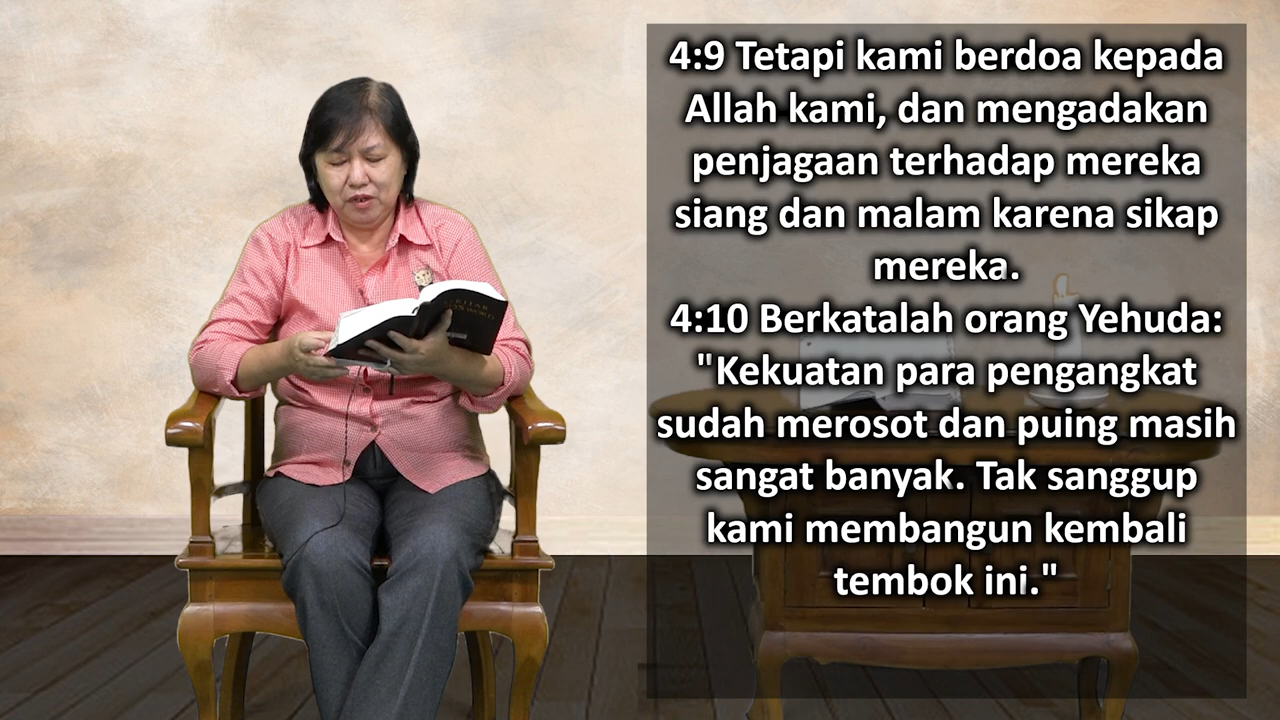 4:9 Tetapi kami berdoa kepada
Allah kami, dan mengadakan
penjagaan terhadap mereka
siang dan malam karena sikap
mereka.
4:10 Berkatalah orang Yehuda:
"Kekuatan para pengangkat
sudah merosot dan puing masih
sangat banyak. Tak sanggup
kami membangun kembali
tembok ini."